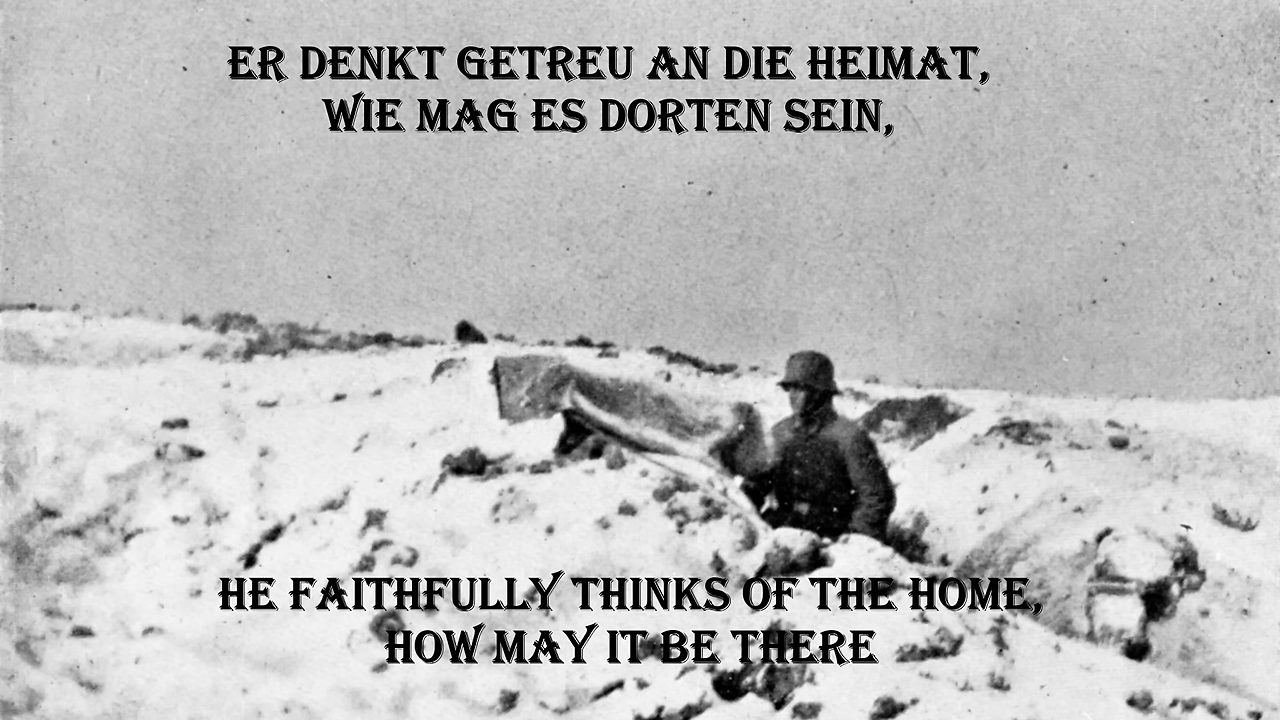 ER DENKT GETREU AN DIE HEIMAT,
WIE MAG ES DORTEN SEIN,
HE FAITHFULLY THINKS OF THE HOME,
HOW MAY IT BE THERE